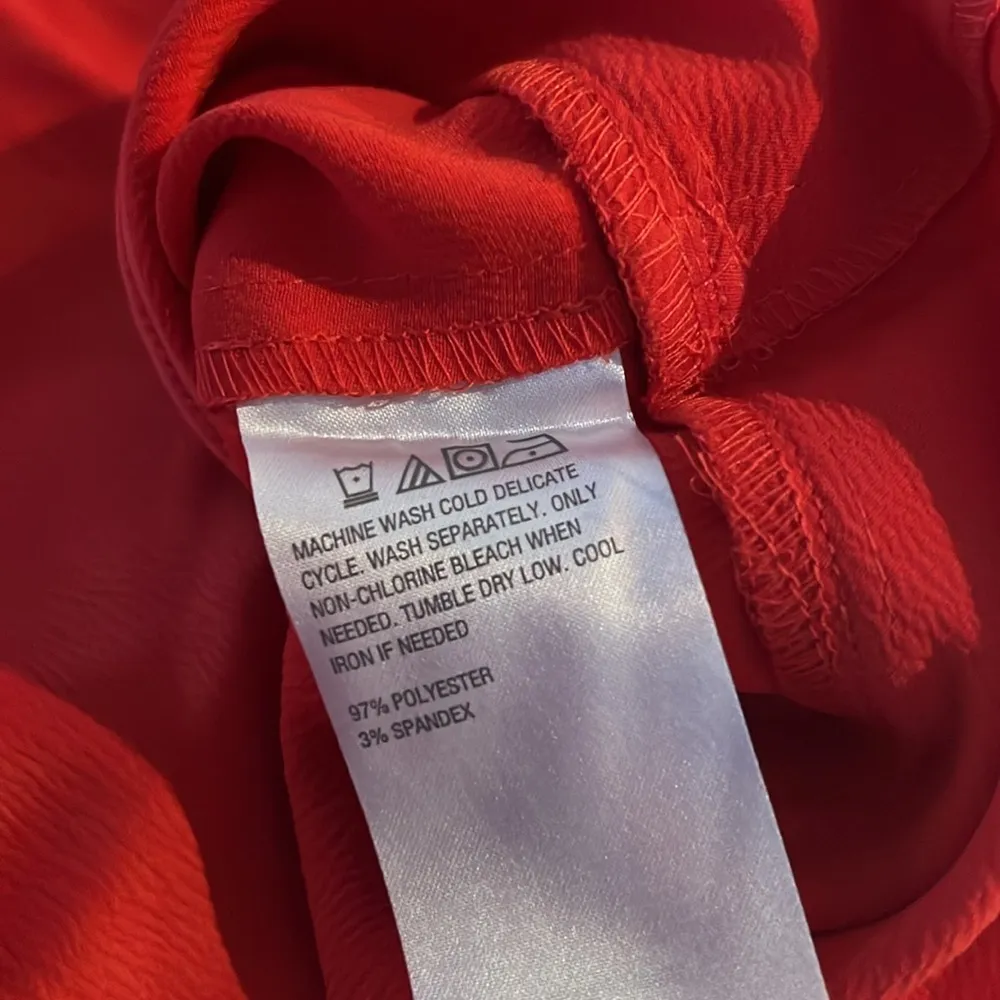 MACHINE WASH COLD DELICATE
CYCLE. WASH SEPARATELY. ONLY
NON-CHLORINE BLEACH WHEN
NEEDED. TUMBLE DRY LOW. COOL
IRON IF NEEDED
97% POLYESTER
3% SPANDEX